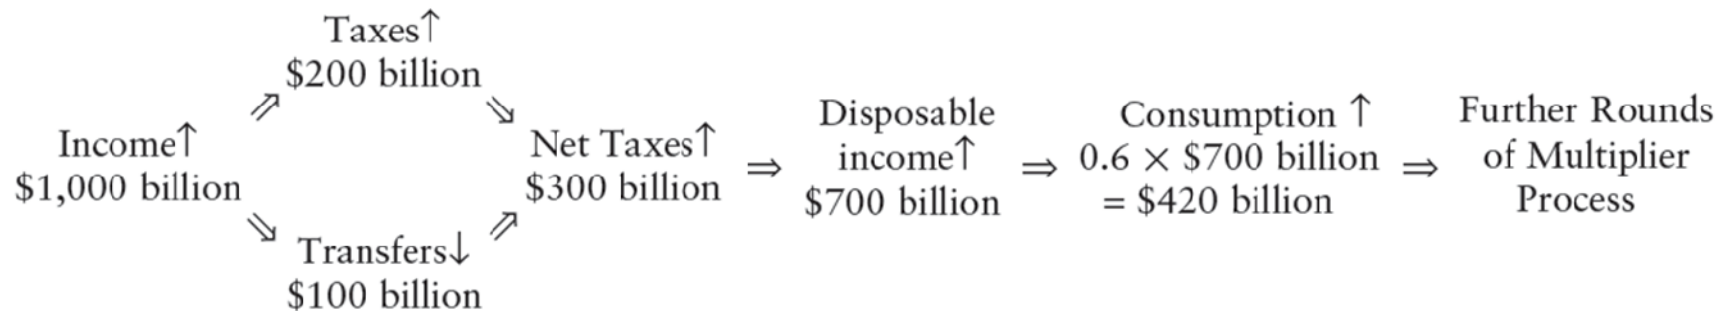 Taxes↑
$200 billion
⇗
⇘
Income↑
$1,000 billion
⇘
Transfers↓
$100 billion
⇗
Net Taxes↑
$300 billion
⇒
Disposable
income↑
$700 billion
⇒
Consumption ↑
0.6 × $700 billion
= $420 billion
⇒
Further Rounds
of Multiplier
Process